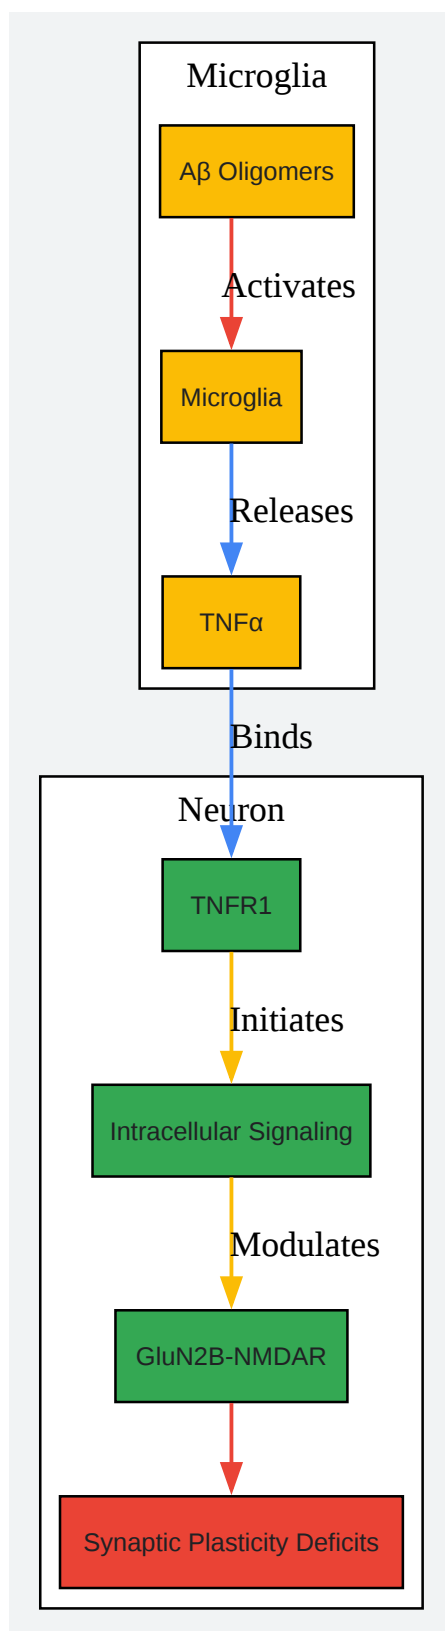 Microglia
Aβ Oligomers
Activates
Microglia
Releases
TNFα
Binds
Neuron
TNFR1
Initiates
Intracellular Signaling
Modulates
GluN2B-NMDAR
Synaptic Plasticity Deficits